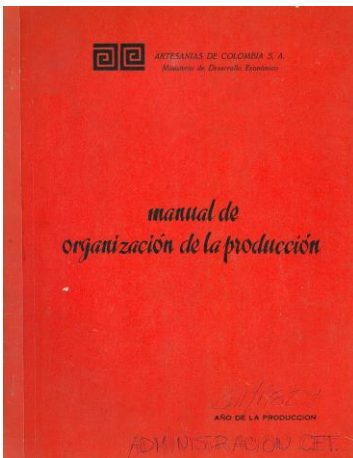 ARTESANIAS DE COLOMBIA S. A.
Ministerio de Desarrollo Económico
manual de
organización de la producción
AÑO DE LA PRODUCCION
ADMINISTRACION CET.